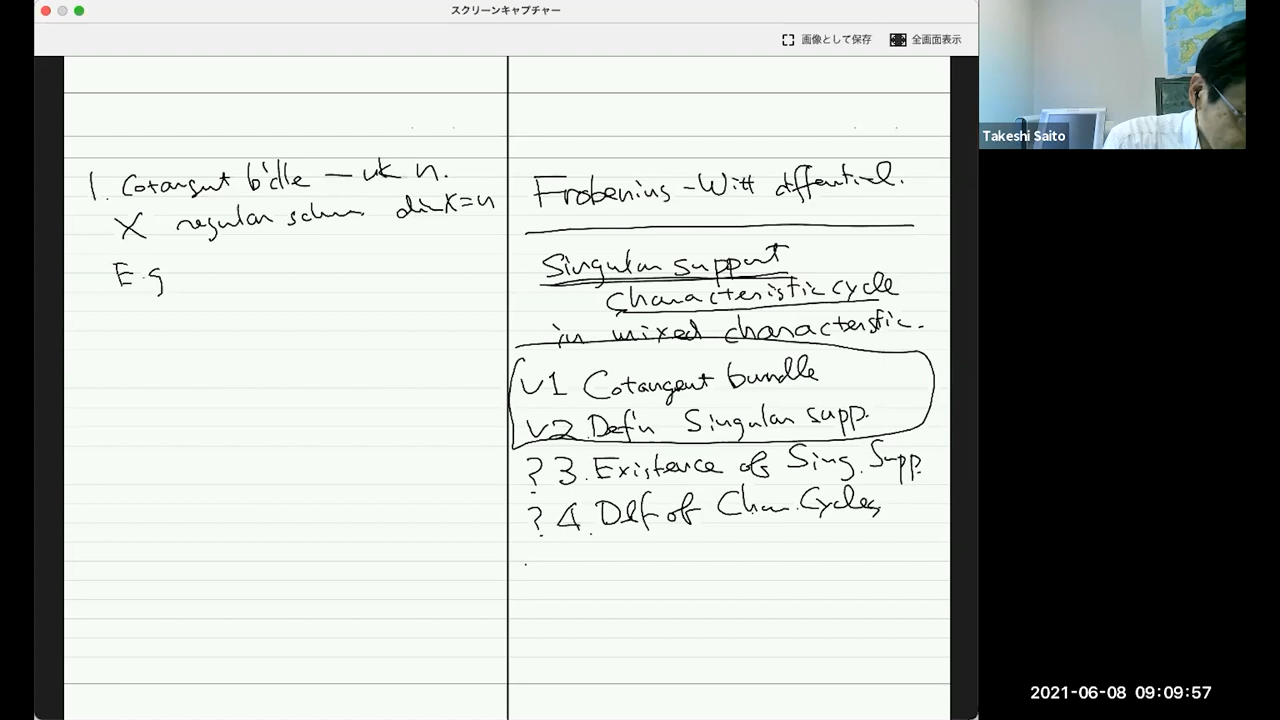 スクリーンキャプチャー
画像として保存 全画面表示
1. Cotangent b'dle — rk n.
X regular schem dimX=n
E.g
Frobenius-Witt differential.
Singular support
Characteristic cycle
in mixed characteristic.
√1 Cotangent bundle
√2 Def'n Singular supp.
? 3. Existence of Sing. Supp.
? 4. Def of Char. Cycles,
Takeshi Saito
2021-06-08 09:09:57